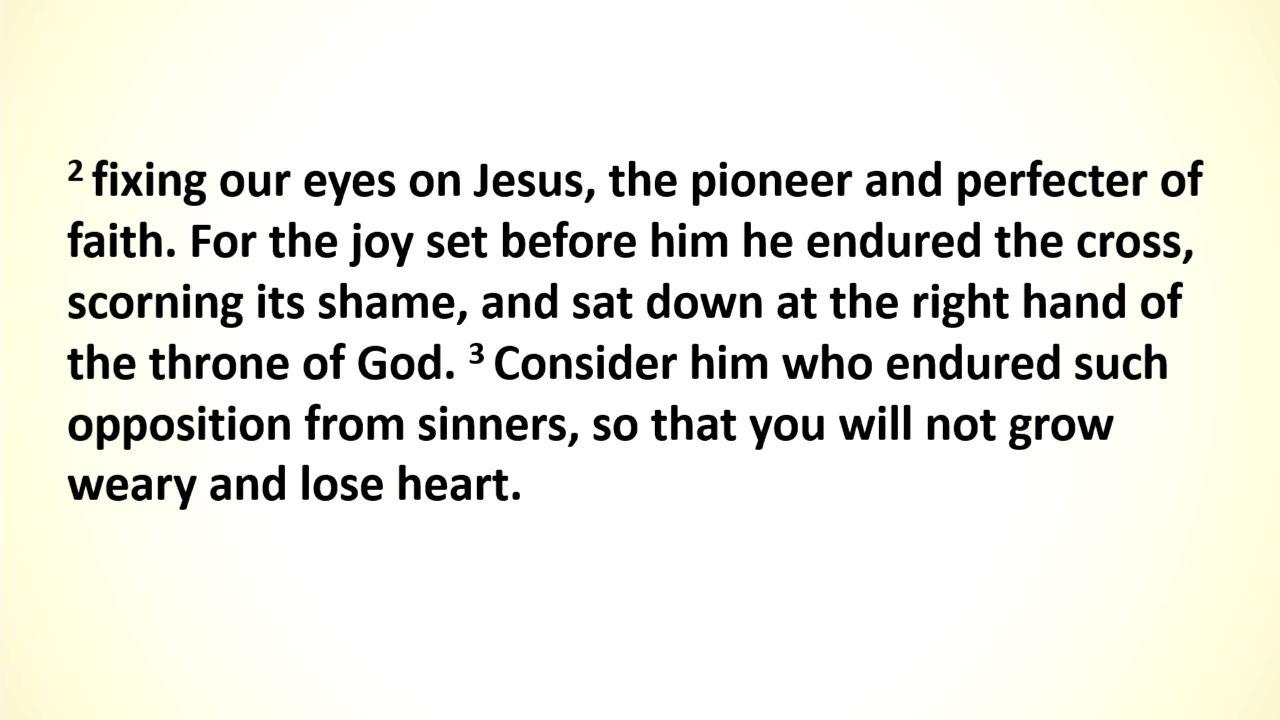 ² fixing our eyes on Jesus, the pioneer and perfecter of
faith. For the joy set before him he endured the cross,
scorning its shame, and sat down at the right hand of
the throne of God. ³ Consider him who endured such
opposition from sinners, so that you will not grow
weary and lose heart.